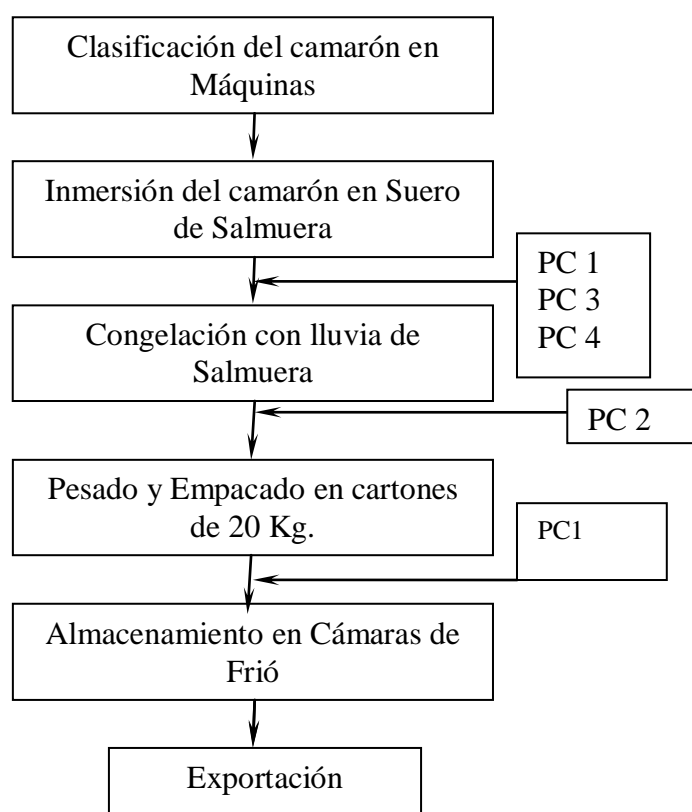 Clasificación del camarón en
Máquinas
Inmersión del camarón en Suero
de Salmuera
PC 1
PC 3
PC 4
Congelación con lluvia de
Salmuera
PC 2
Pesado y Empacado en cartones
de 20 Kg.
PC1
Almacenamiento en Cámaras de
Frió
Exportación